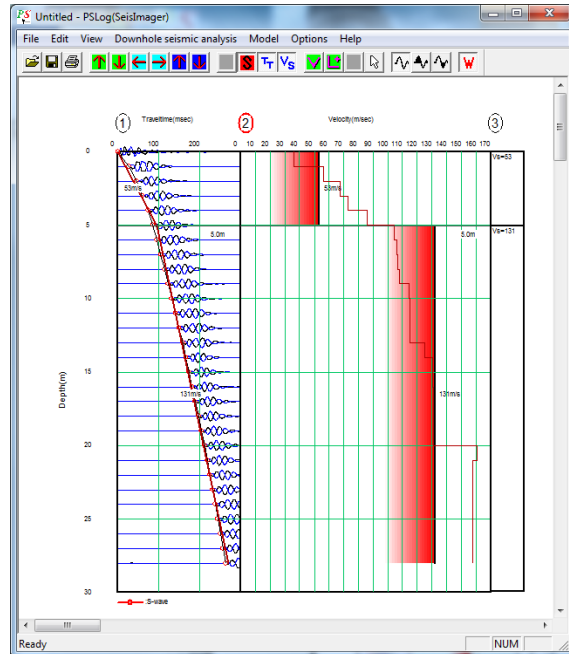 PS Untitled - PSLog(SeisImager)
File Edit View Downhole seismic analysis Model Options Help
S TT VS W
1 Traveltime(msec) 2 Velocity(m/sec) 3
0 100 200 0 10 20 30 40 50 60 70 80 90 100 110 120 130 140 150 160 170
0
Vs=53
53m/s 53m/s
5
5.0m 5.0m Vs=131
10
15
131m/s 131m/s
Depth(m)
20
25
30
S-wave
Ready NUM